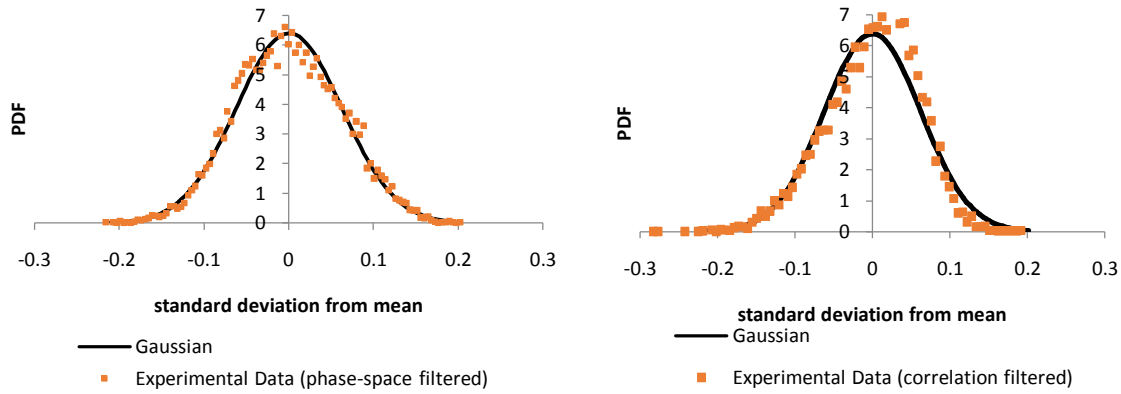 7
6
5
4
3
2
1
0
PDF
-0.3 -0.2 -0.1 0 0.1 0.2 0.3
standard deviation from mean
Gaussian
Experimental Data (phase-space filtered)
7
6
5
4
3
2
1
0
PDF
-0.3 -0.2 -0.1 0 0.1 0.2 0.3
standard deviation from mean
Gaussian
Experimental Data (correlation filtered)